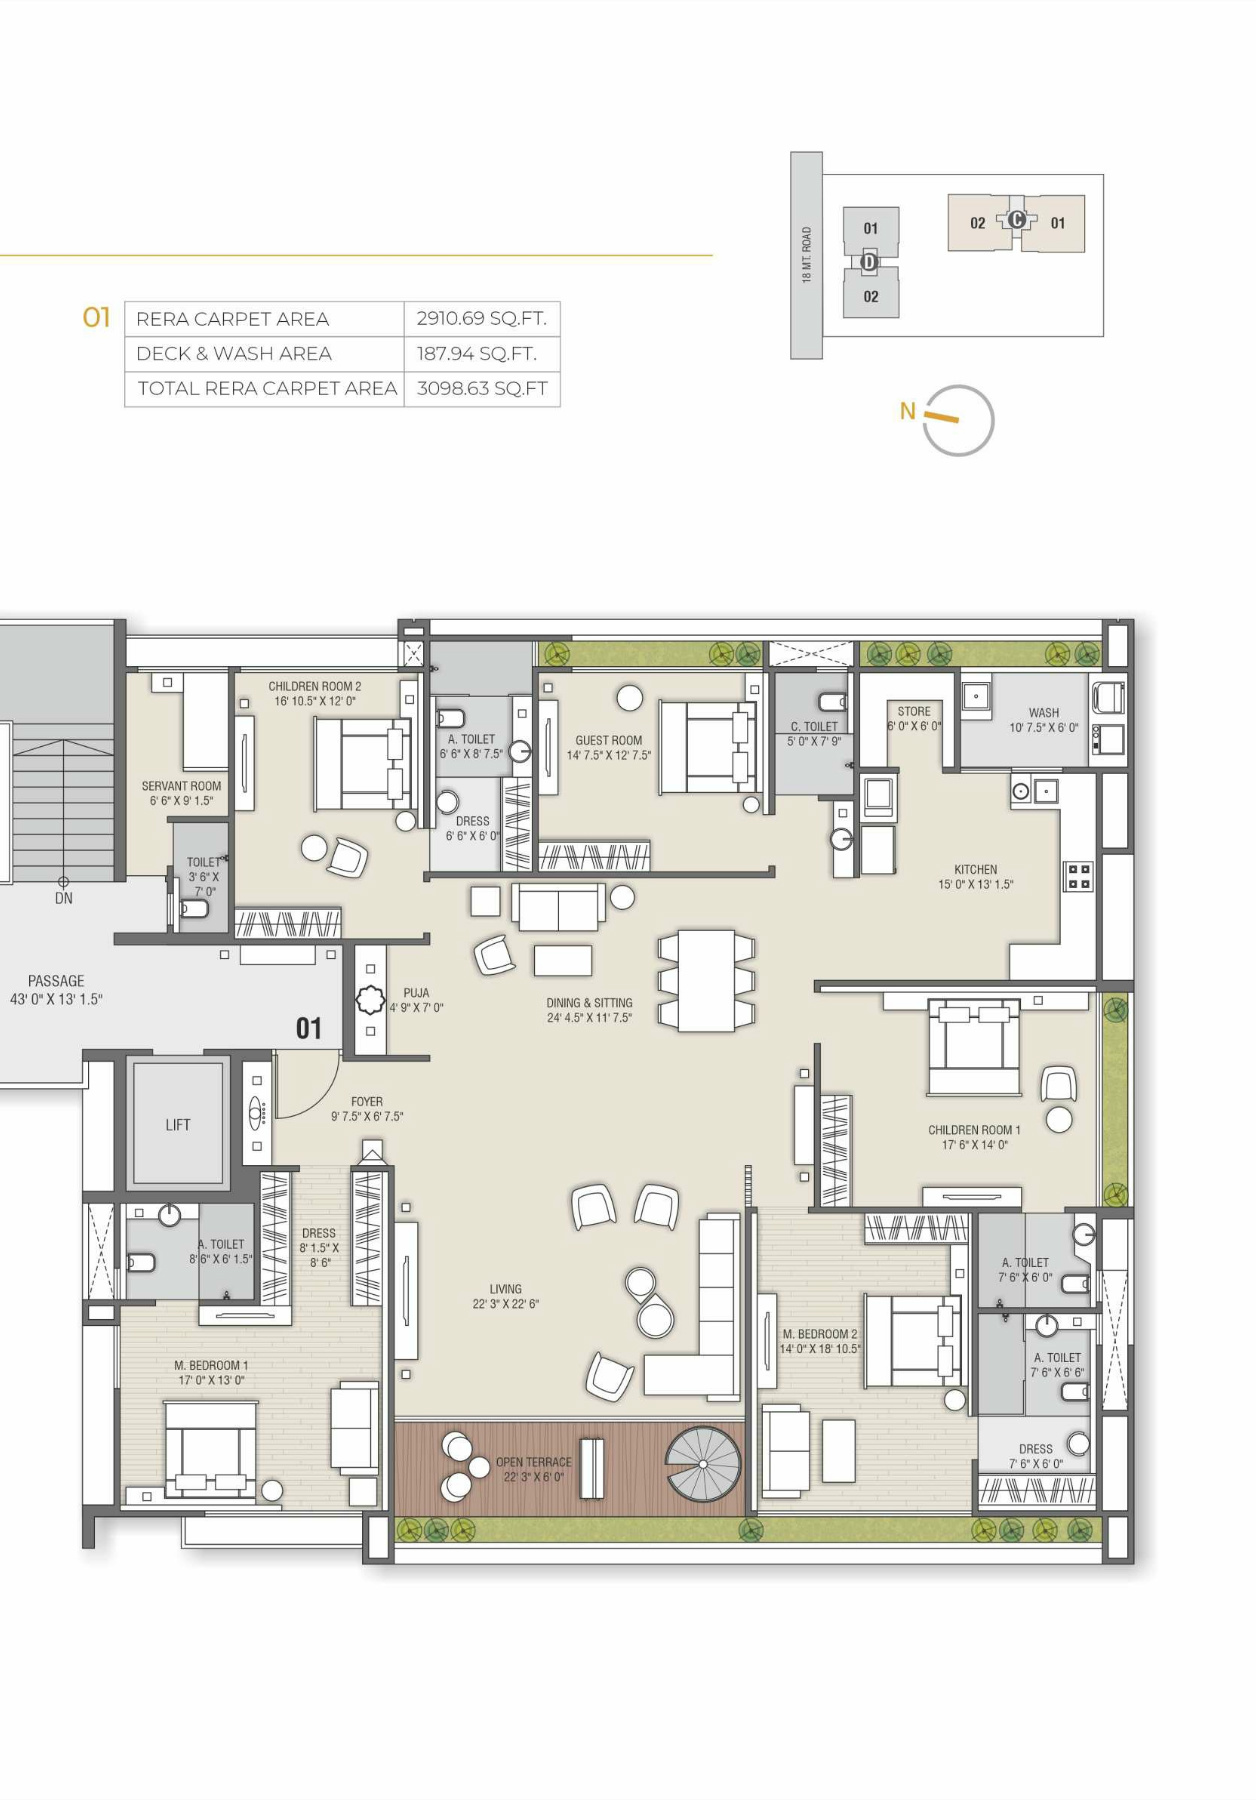 18 MT. ROAD
01
D
02
02
C
01
01
RERA CARPET AREA 2910.69 SQ.FT.
DECK & WASH AREA 187.94 SQ.FT.
TOTAL RERA CARPET AREA 3098.63 SQ.FT
N
CHILDREN ROOM 2
16' 10.5" X 12' 0"
SERVANT ROOM
6' 6" X 9' 1.5"
TOILET
3' 6" X
7' 0"
A. TOILET
6' 6" X 8' 7.5"
DRESS
6' 6" X 6' 0"
GUEST ROOM
14' 7.5" X 12' 7.5"
C. TOILET
5' 0" X 7' 9"
STORE
6' 0" X 6' 0"
WASH
10' 7.5" X 6' 0"
KITCHEN
15' 0" X 13' 1.5"
DN
PASSAGE
43' 0" X 13' 1.5"
01
PUJA
4' 9" X 7' 0"
DINING & SITTING
24' 4.5" X 11' 7.5"
LIFT
FOYER
9' 7.5" X 6' 7.5"
CHILDREN ROOM 1
17' 6" X 14' 0"
A. TOILET
8' 6" X 6' 1.5"
DRESS
8' 1.5" X
8' 6"
LIVING
22' 3" X 22' 6"
A. TOILET
7' 6" X 6' 0"
M. BEDROOM 1
17' 0" X 13' 0"
M. BEDROOM 2
14' 0" X 18' 10.5"
A. TOILET
7' 6" X 6' 6"
OPEN TERRACE
22' 3" X 6' 0"
DRESS
7' 6" X 6' 0"